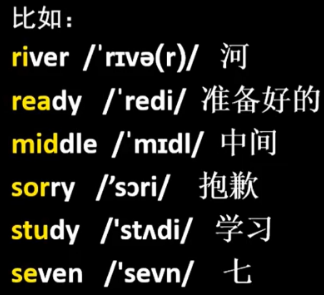 比如:
river /ˈrɪvə(r)/ 河
ready /ˈredi/ 准备好的
middle /ˈmɪdl/ 中间
sorry /ˈsɔri/ 抱歉
study /ˈstʌdi/ 学习
seven /ˈsevn/ 七